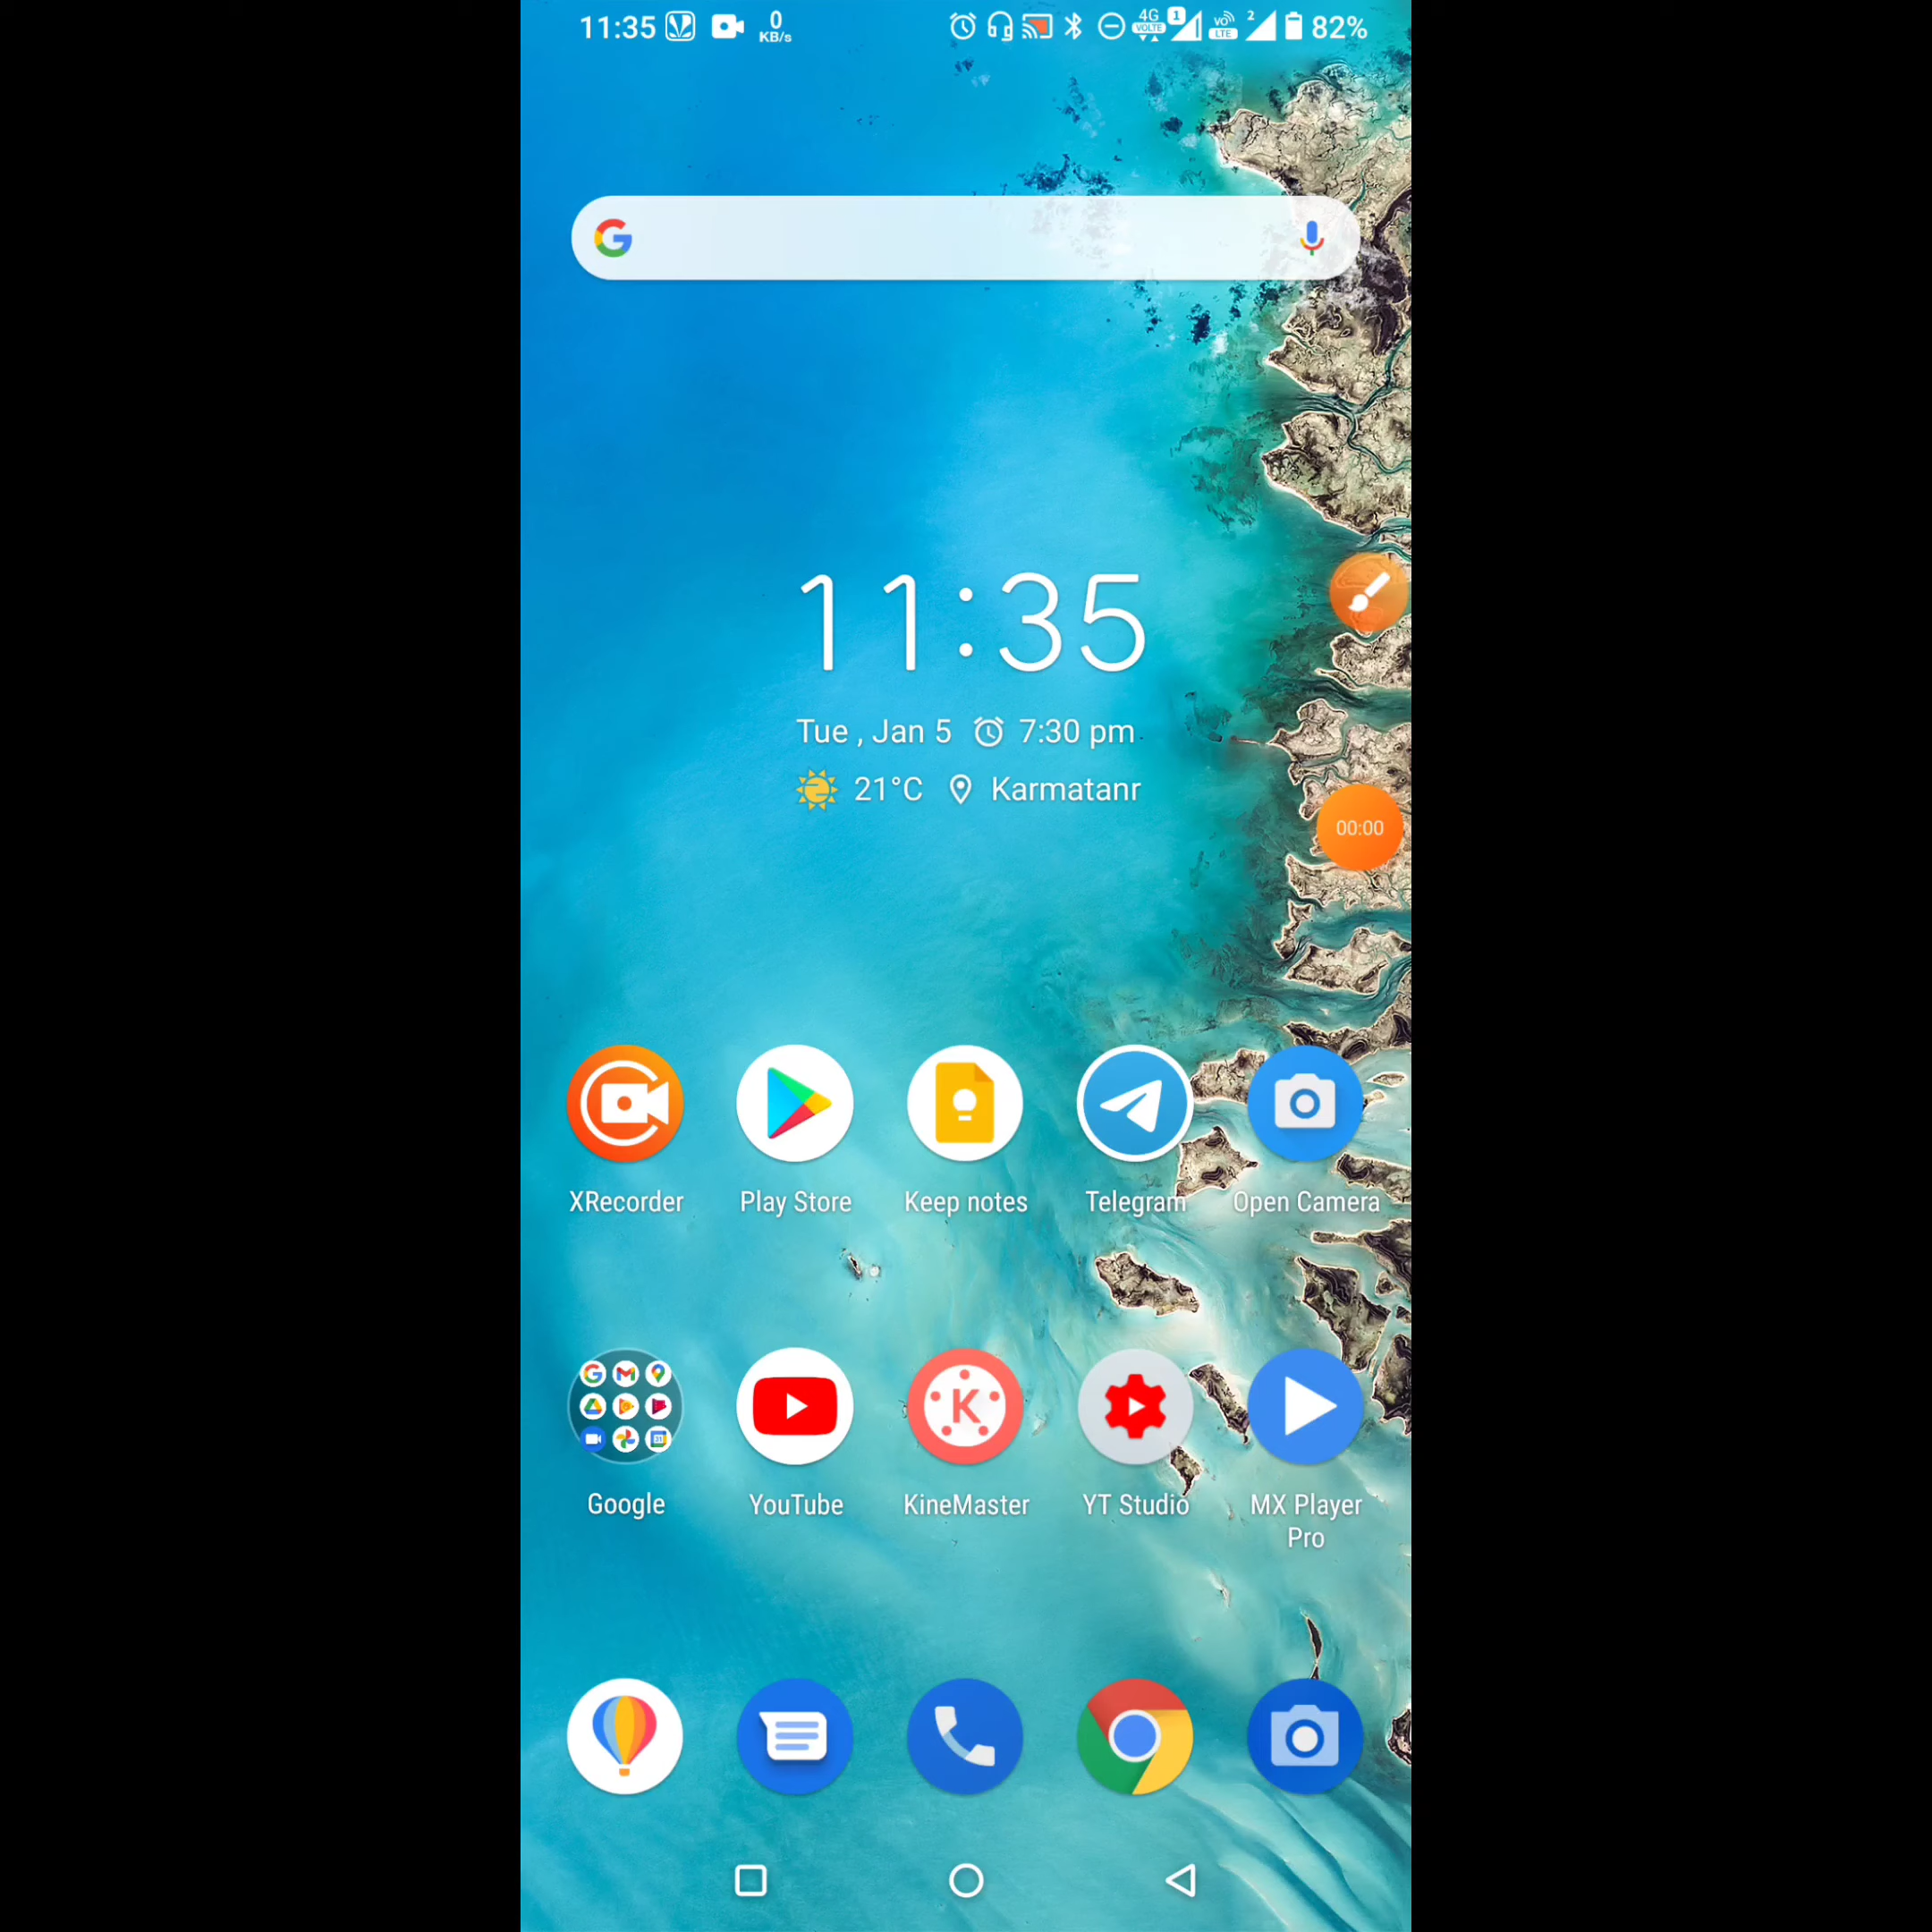 11:35 0 KB/s 4G VOLTE 1 VO LTE 2 82%
11:35
Tue , Jan 5 7:30 pm
21°C Karmatanr
00:00
XRecorder Play Store Keep notes Telegram Open Camera
Google YouTube KineMaster YT Studio MX Player Pro